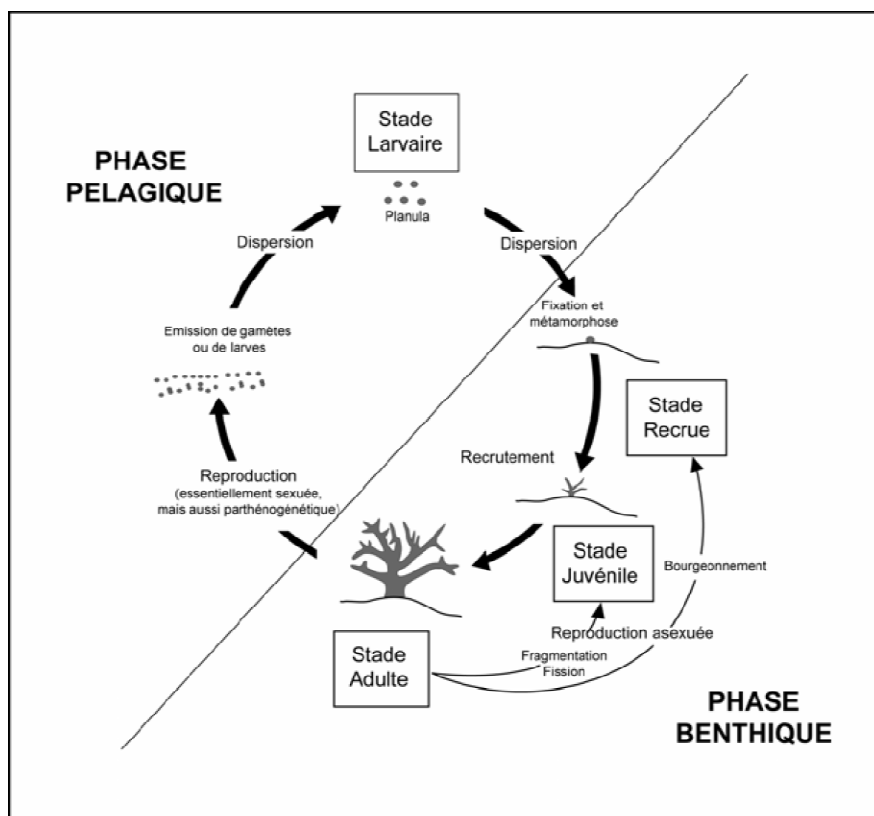 Stade
Larvaire
PHASE
PELAGIQUE
Planula
Dispersion
Dispersion
Fixation et
métamorphose
Emission de gamètes
ou de larves
Stade
Recrue
Recrutement
Reproduction
(essentiellement sexuée,
mais aussi parthénogénétique)
Stade
Juvénile
Bourgeonnement
Reproduction asexuée
Stade
Adulte
Fragmentation
Fission
PHASE
BENTHIQUE